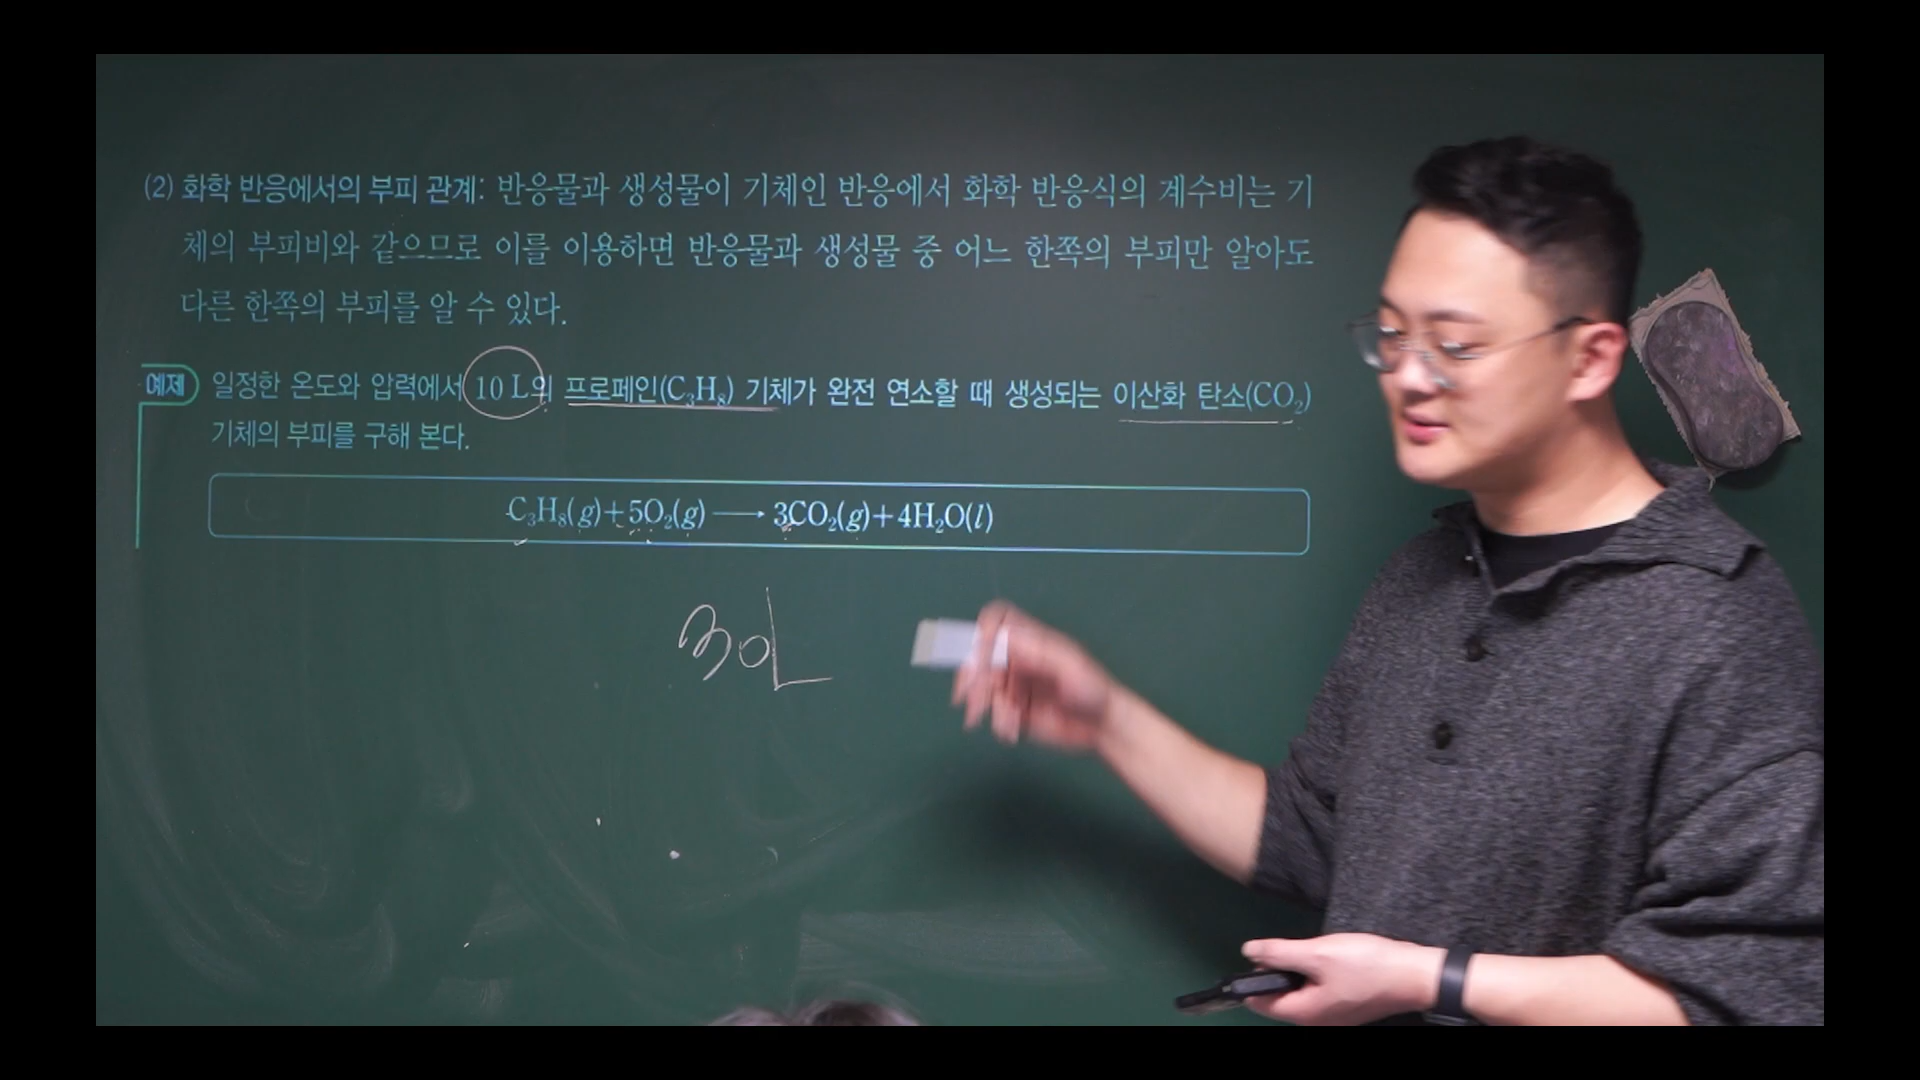 (2) 화학 반응에서의 부피 관계: 반응물과 생성물이 기체인 반응에서 화학 반응식의 계수비는 기
체의 부피비와 같으므로 이를 이용하면 반응물과 생성물 중 어느 한쪽의 부피만 알아도
다른 한쪽의 부피를 알 수 있다.
예제 일정한 온도와 압력에서 10 L의 프로페인(C₃H₈) 기체가 완전 연소할 때 생성되는 이산화 탄소(CO₂)
기체의 부피를 구해 본다.
C₃H₈(g)+5O₂(g) ⟶ 3CO₂(g)+4H₂O(l)
30L